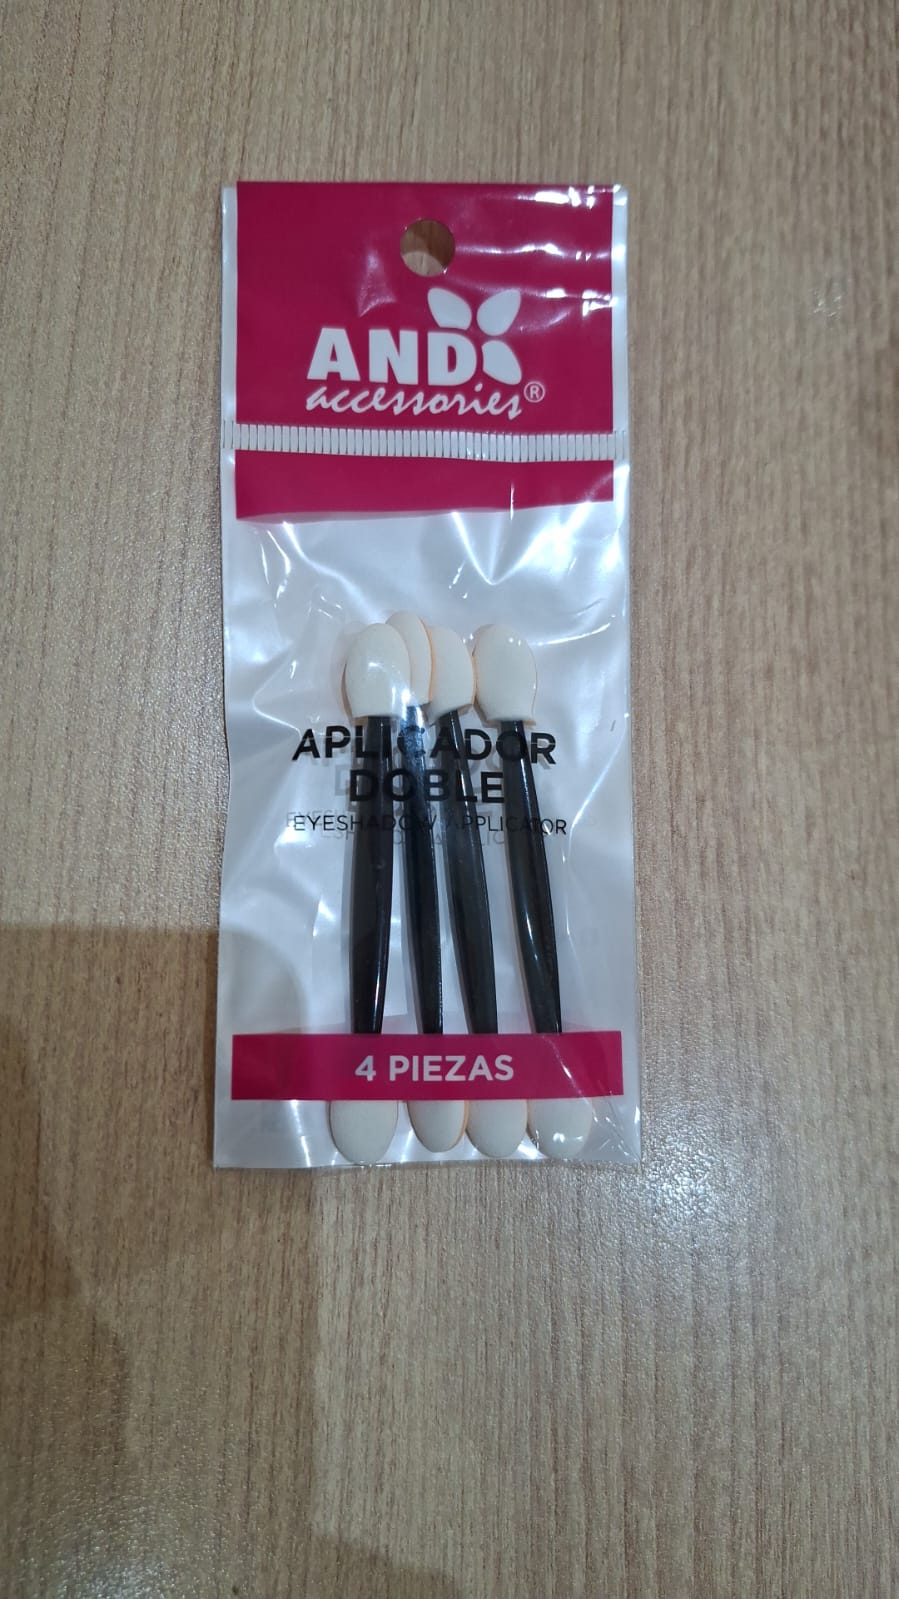 AND
accessories®
APLICADOR
DOBLE
EYESHADOW APPLICATOR
4 PIEZAS